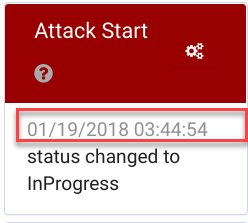 Attack Start
01/19/2018 03:44:54
status changed to
InProgress